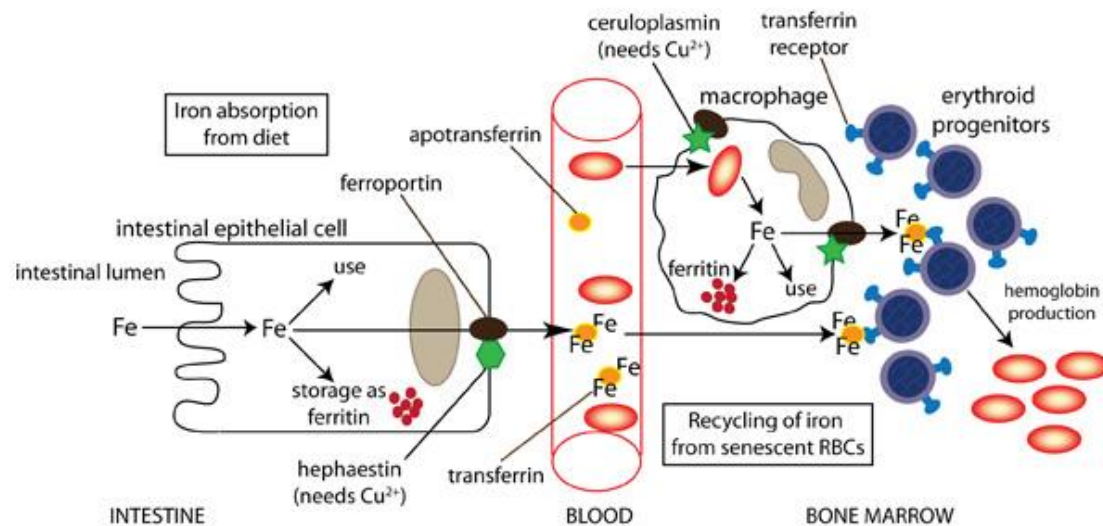 ceruloplasmin
(needs Cu²⁺)
transferrin
receptor
Iron absorption
from diet
macrophage
erythroid
progenitors
apotransferrin
ferroportin
intestinal epithelial cell
intestinal lumen
use
Fe
Fe
storage as
ferritin
hephaestin
(needs Cu²⁺)
Fe
Fe
Fe
Fe
transferrin
Fe
ferritin
use
Fe
Fe
Fe
Fe
hemoglobin
production
Recycling of iron
from senescent RBCs
INTESTINE
BLOOD
BONE MARROW